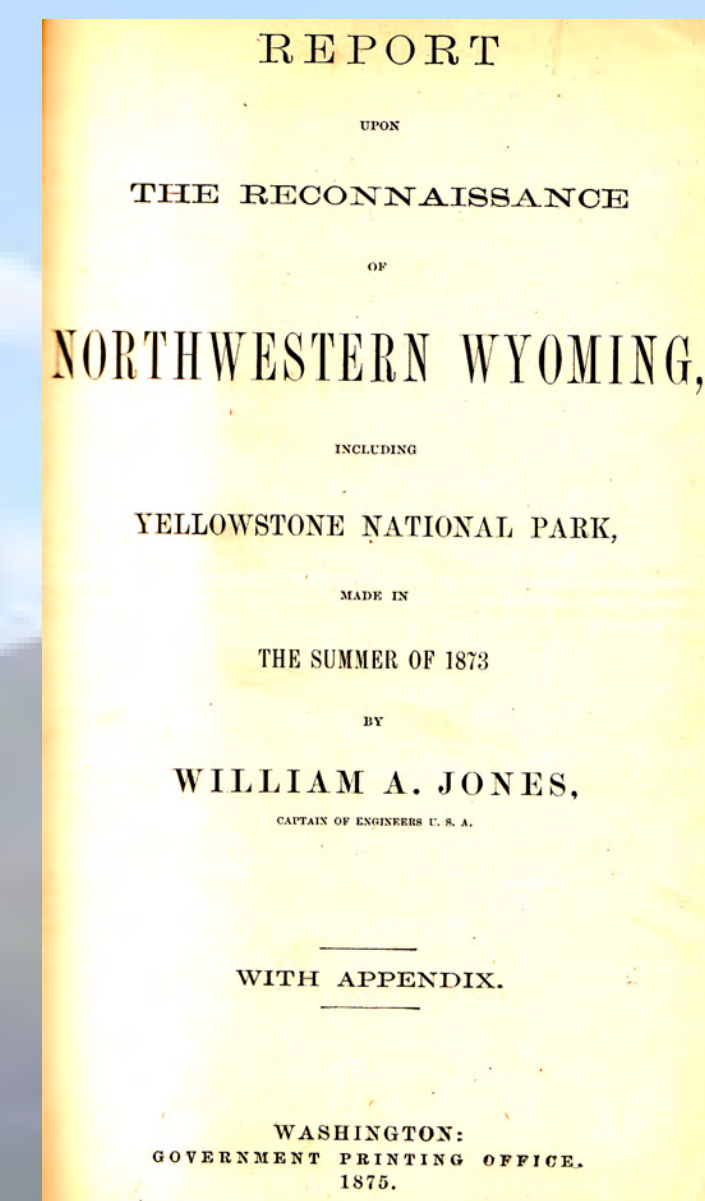 REPORT
UPON
THE RECONNAISSANCE
OF
NORTHWESTERN WYOMING,
INCLUDING
YELLOWSTONE NATIONAL PARK,
MADE IN
THE SUMMER OF 1873
BY
WILLIAM A. JONES,
CAPTAIN OF ENGINEERS U. S. A.
WITH APPENDIX.
WASHINGTON:
GOVERNMENT PRINTING OFFICE.
1875.